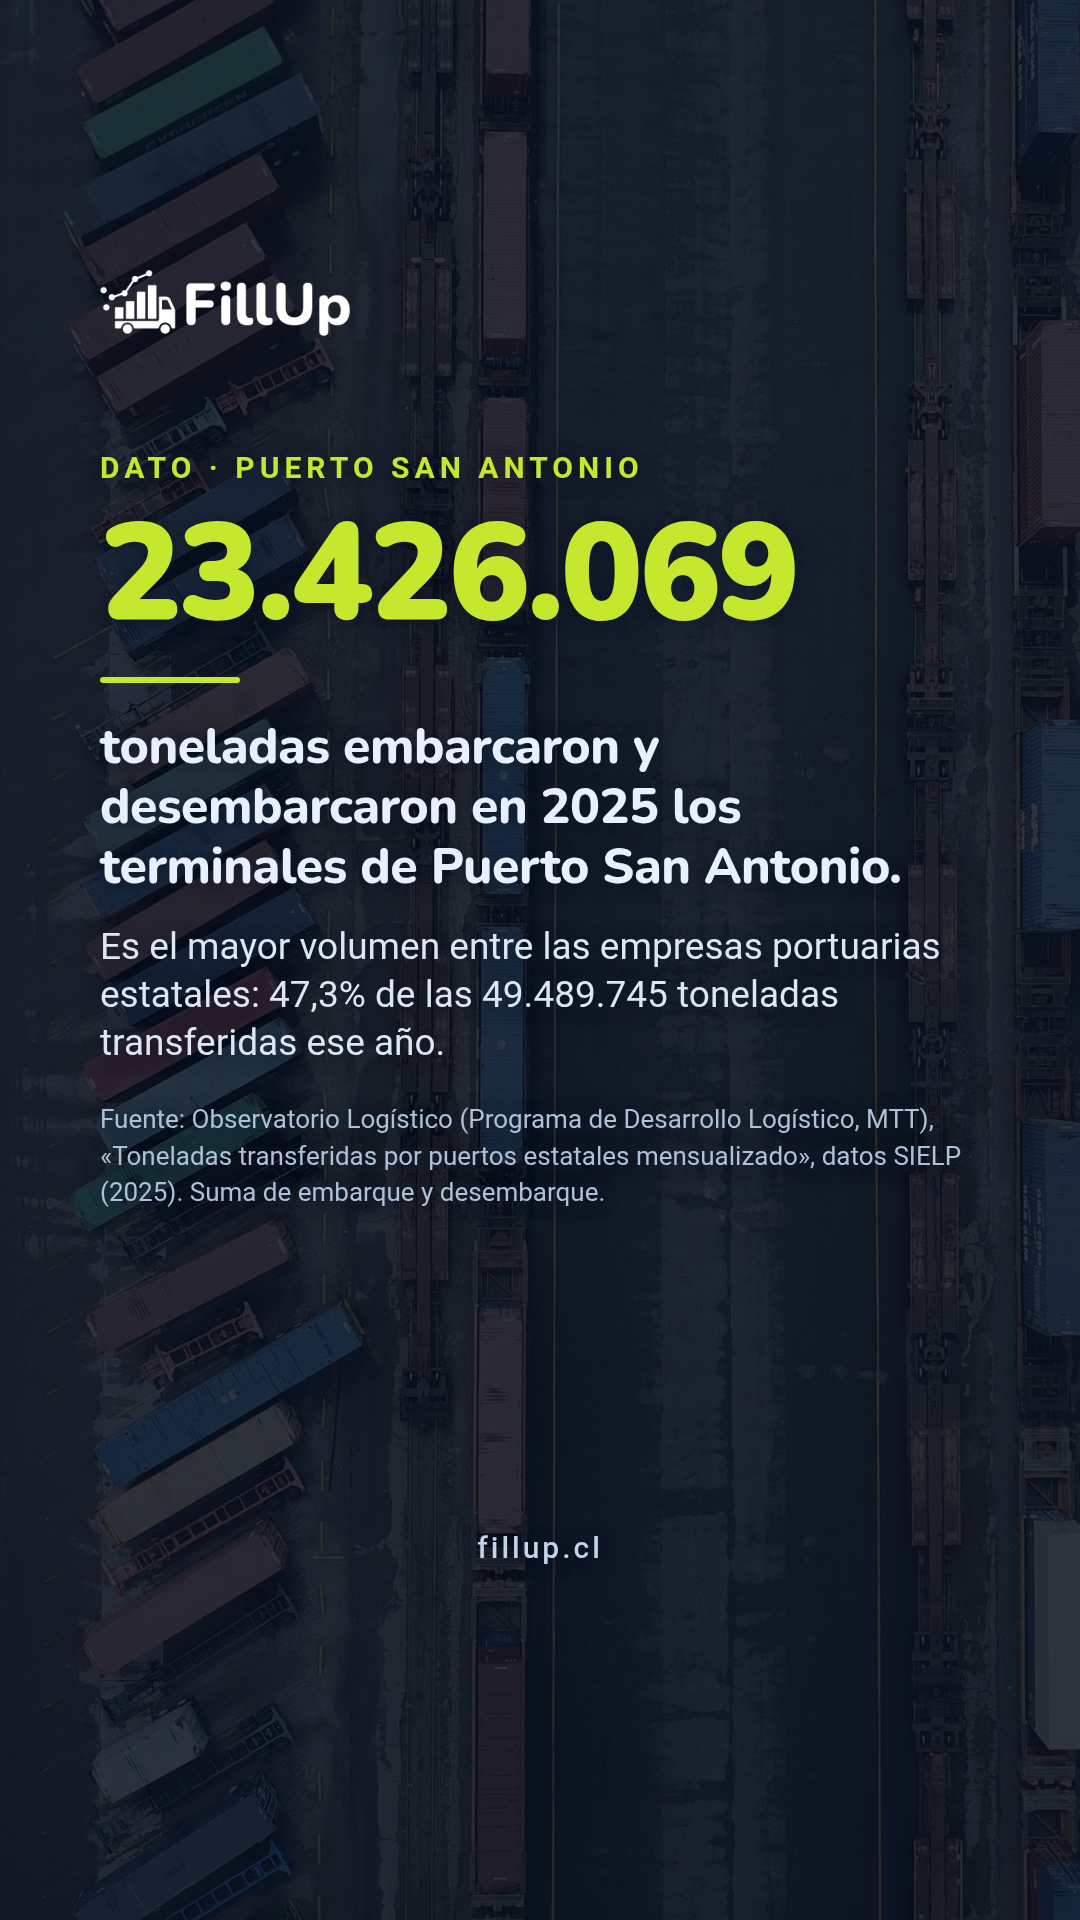 EVERGREEN
FillUp
DATO · PUERTO SAN ANTONIO
23.426.069
toneladas embarcaron y
desembarcaron en 2025 los
terminales de Puerto San Antonio.
Es el mayor volumen entre las empresas portuarias
estatales: 47,3% de las 49.489.745 toneladas
transferidas ese año.
Fuente: Observatorio Logístico (Programa de Desarrollo Logístico, MTT),
«Toneladas transferidas por puertos estatales mensualizado», datos SIELP
(2025). Suma de embarque y desembarque.
fillup.cl